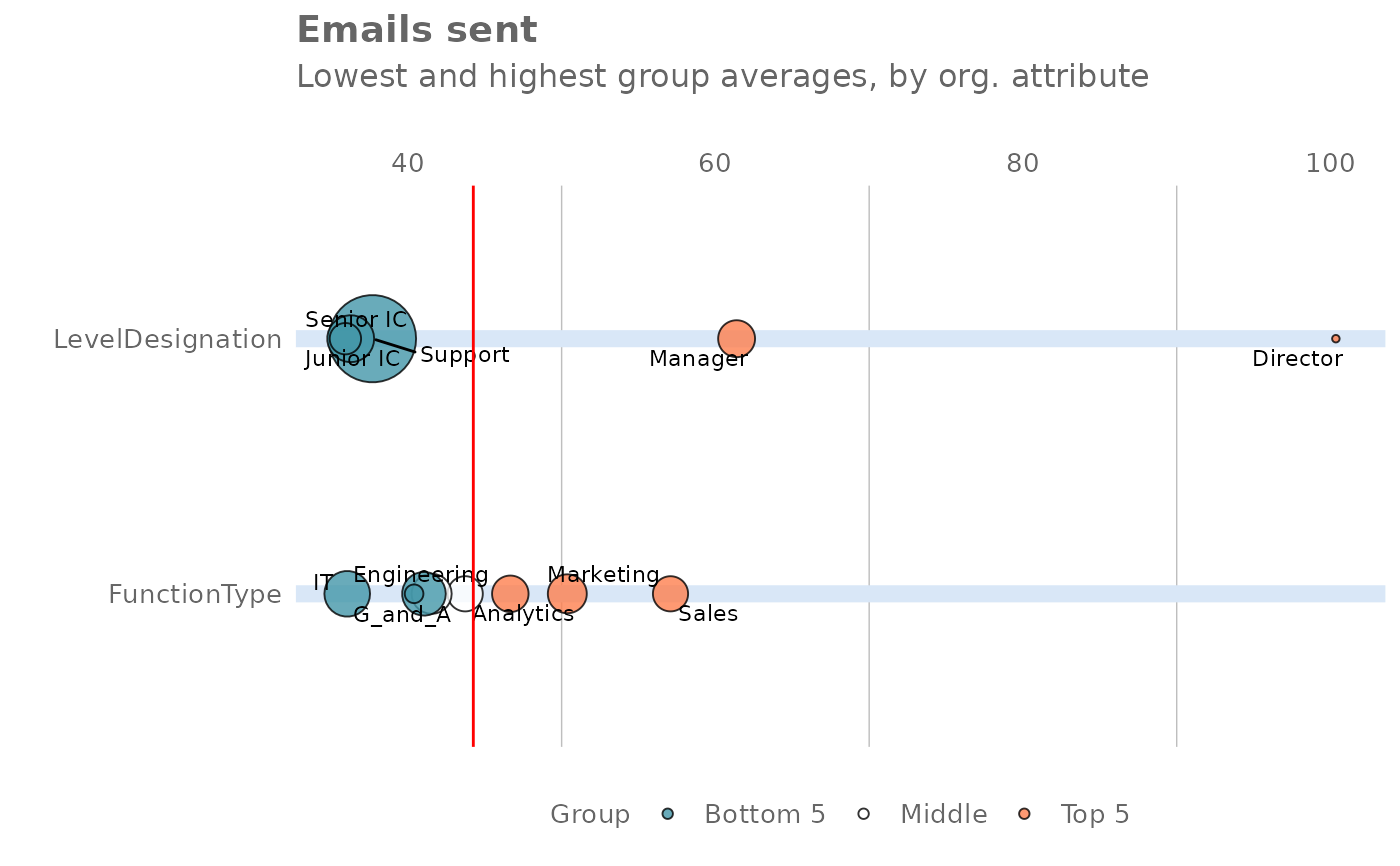 Emails sent
Lowest and highest group averages, by org. attribute
40 60 80 100
LevelDesignation
Senior IC
Junior IC
Support
Manager
Director
FunctionType
IT
Engineering
G_and_A
Analytics
Marketing
Sales
Group Bottom 5 Middle Top 5